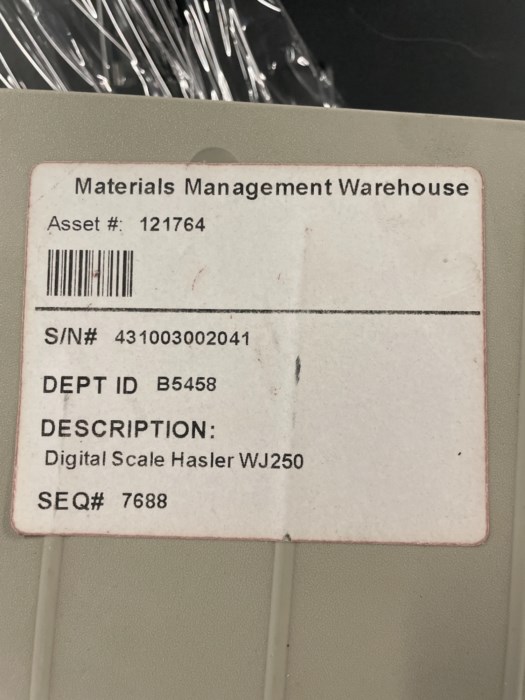 Materials Management Warehouse
Asset #: 121764
S/N# 431003002041
DEPT ID B5458
DESCRIPTION:
Digital Scale Hasler WJ250
SEQ# 7688